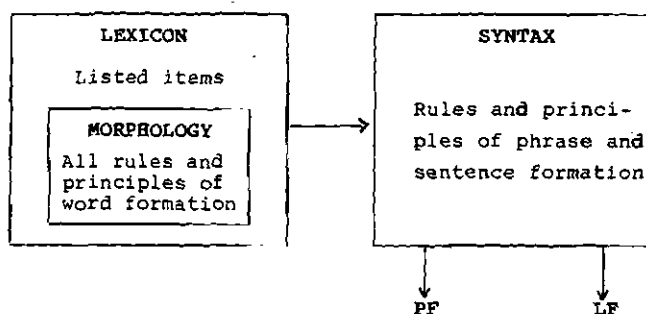 LEXICON
Listed items
MORPHOLOGY
All rules and
principles of
word formation
SYNTAX
Rules and princi-
ples of phrase and
sentence formation
PF LF